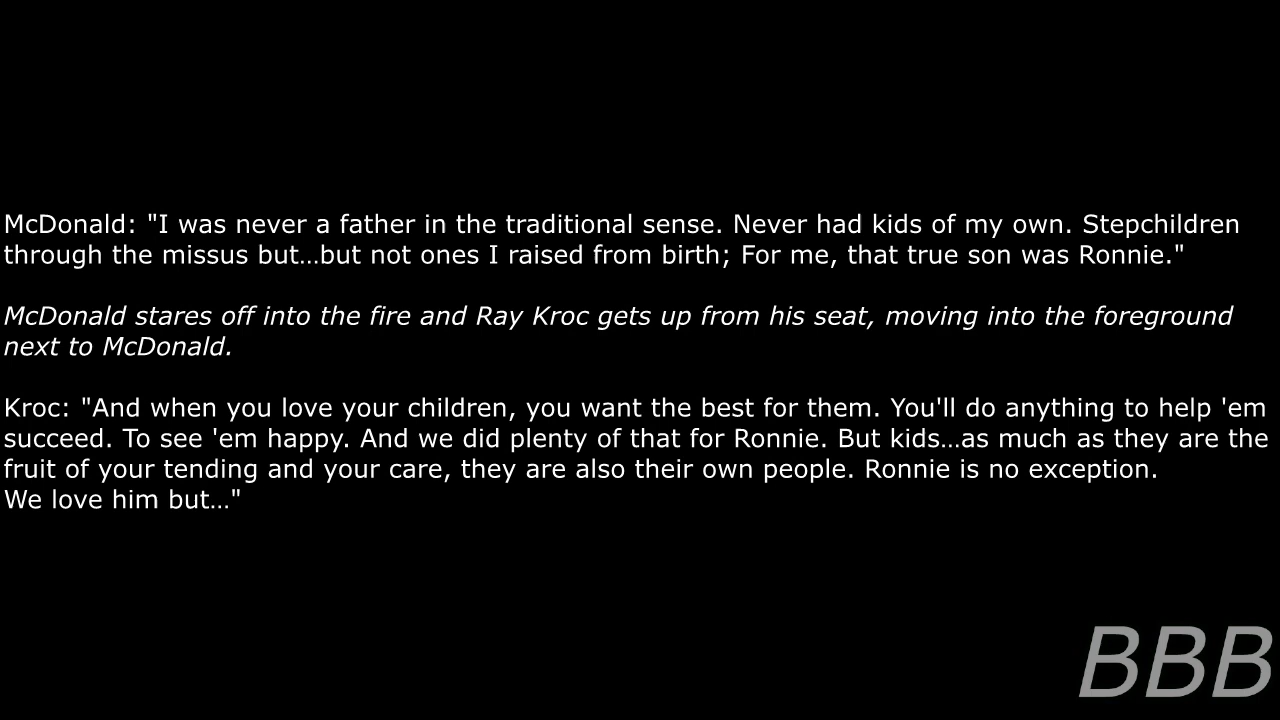 McDonald: "I was never a father in the traditional sense. Never had kids of my own. Stepchildren
through the missus but…but not ones I raised from birth; For me, that true son was Ronnie."
McDonald stares off into the fire and Ray Kroc gets up from his seat, moving into the foreground
next to McDonald.
Kroc: "And when you love your children, you want the best for them. You'll do anything to help 'em
succeed. To see 'em happy. And we did plenty of that for Ronnie. But kids…as much as they are the
fruit of your tending and your care, they are also their own people. Ronnie is no exception.
We love him but…"
BBB